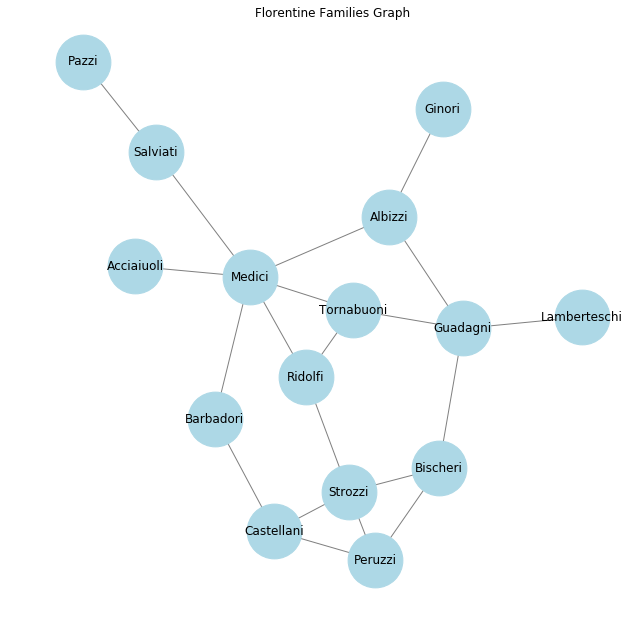 Florentine Families Graph
Pazzi
Ginori
Salviati
Albizzi
Acciaiuoli
Medici
Tornabuoni
Lamberteschi
Guadagni
Ridolfi
Barbadori
Bischeri
Strozzi
Castellani
Peruzzi